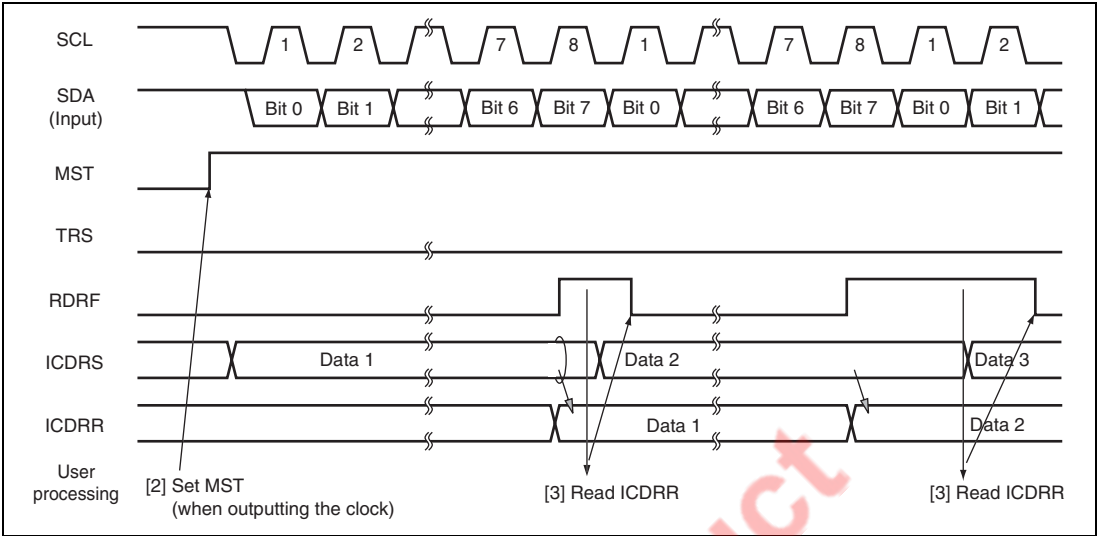 SCL 1 2 7 8 1 7 8 1 2
SDA
(Input)
Bit 0 Bit 1 Bit 6 Bit 7 Bit 0 Bit 6 Bit 7 Bit 0 Bit 1
MST
TRS
RDRF
ICDRS Data 1 Data 2 Data 3
ICDRR Data 1 Data 2
User
processing
[2] Set MST
(when outputting the clock)
[3] Read ICDRR [3] Read ICDRR
uct